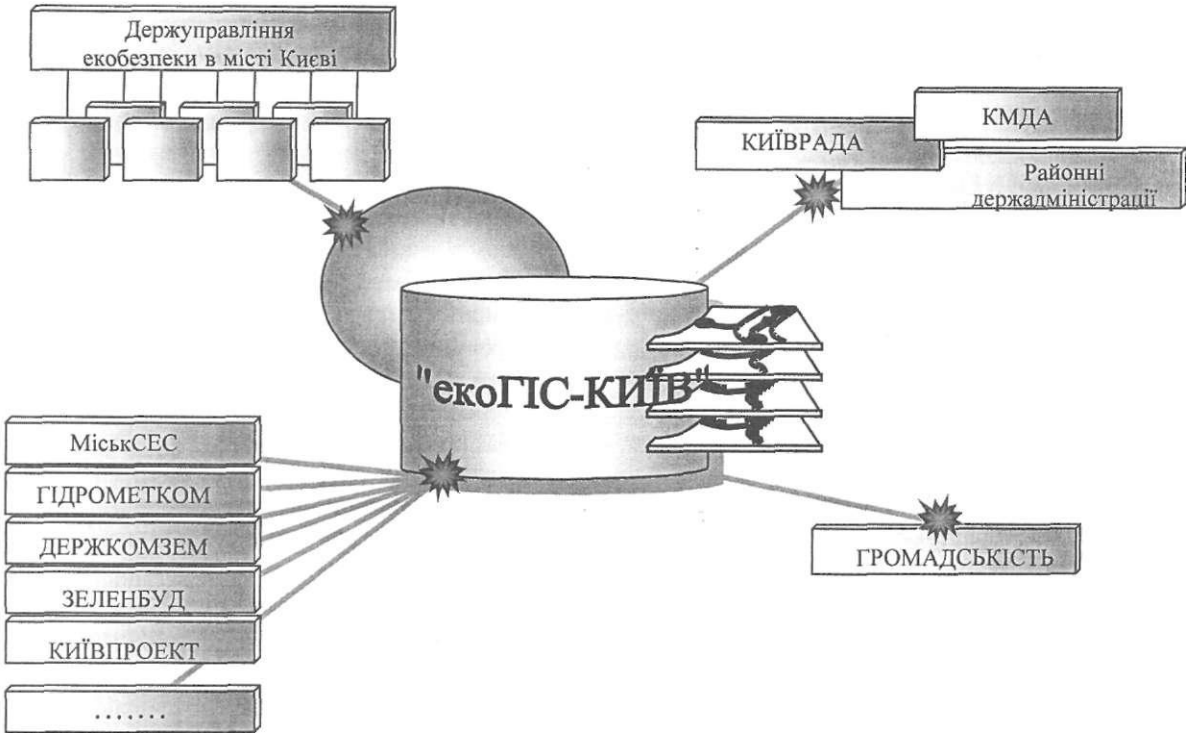 Держуправління
екобезпеки в місті Києві
КМДА
КИЇВРАДА
Районні
держадміністрації
"екоГІС-КИЇВ"
МіськСЕС
ГІДРОМЕТКОМ
ДЕРЖКОМЗЕМ
ЗЕЛЕНБУД
КИЇВПРОЕКТ
.......
ГРОМАДСЬКІСТЬ